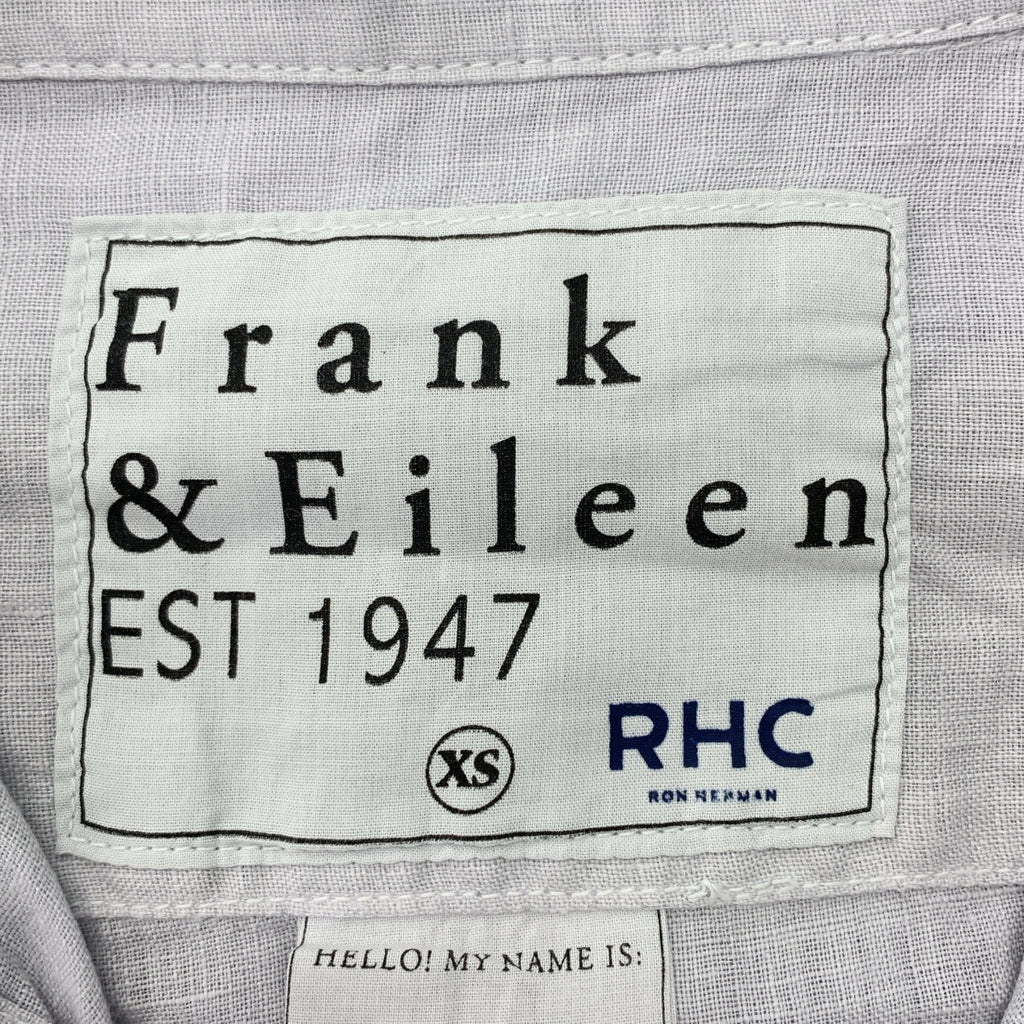 Frank
& Eileen
EST 1947
XS
RHC
RON HERMAN
HELLO! MY NAME IS: